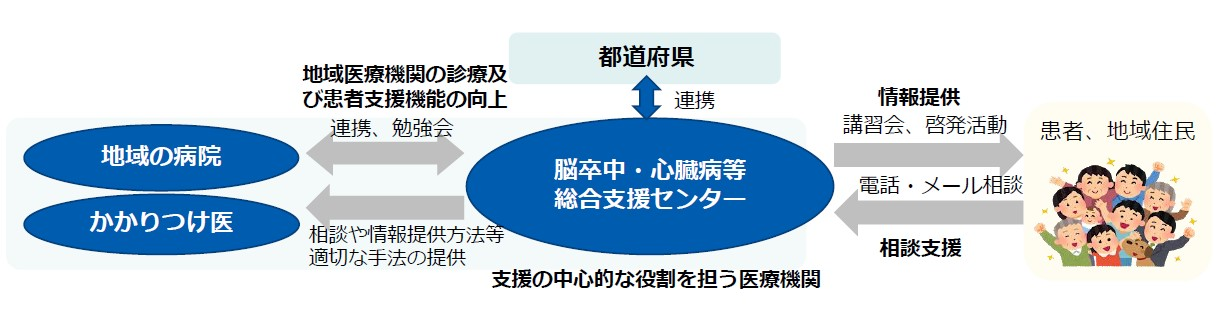 都道府県
連携
地域医療機関の診療及
び患者支援機能の向上
連携、勉強会
地域の病院
かかりつけ医
相談や情報提供方法等
適切な手法の提供
脳卒中・心臓病等
総合支援センター
支援の中心的な役割を担う医療機関
情報提供
講習会、啓発活動
電話・メール相談
相談支援
患者、地域住民